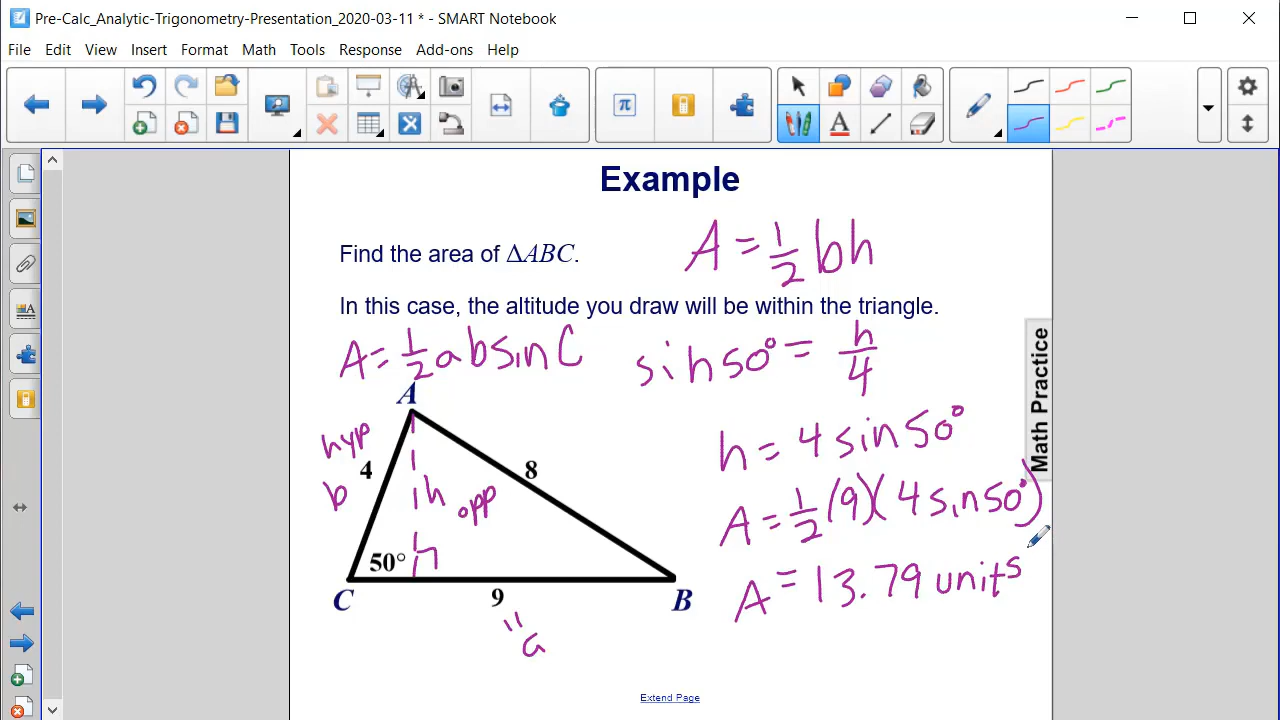 Pre-Calc_Analytic-Trigonometry-Presentation_2020-03-11 * - SMART Notebook
File Edit View Insert Format Math Tools Response Add-ons Help
π
A
Example
Find the area of ΔABC.
A = 1/2 bh
In this case, the altitude you draw will be within the triangle.
A = 1/2 ab sin C
sin 50° = h/4
A
hyp
4
8
b
h
opp
50°
C
9
B
"a
h = 4 sin 50°
A = 1/2 (9)(4 sin 50°)
A = 13.79 units
Math Practice
Extend Page